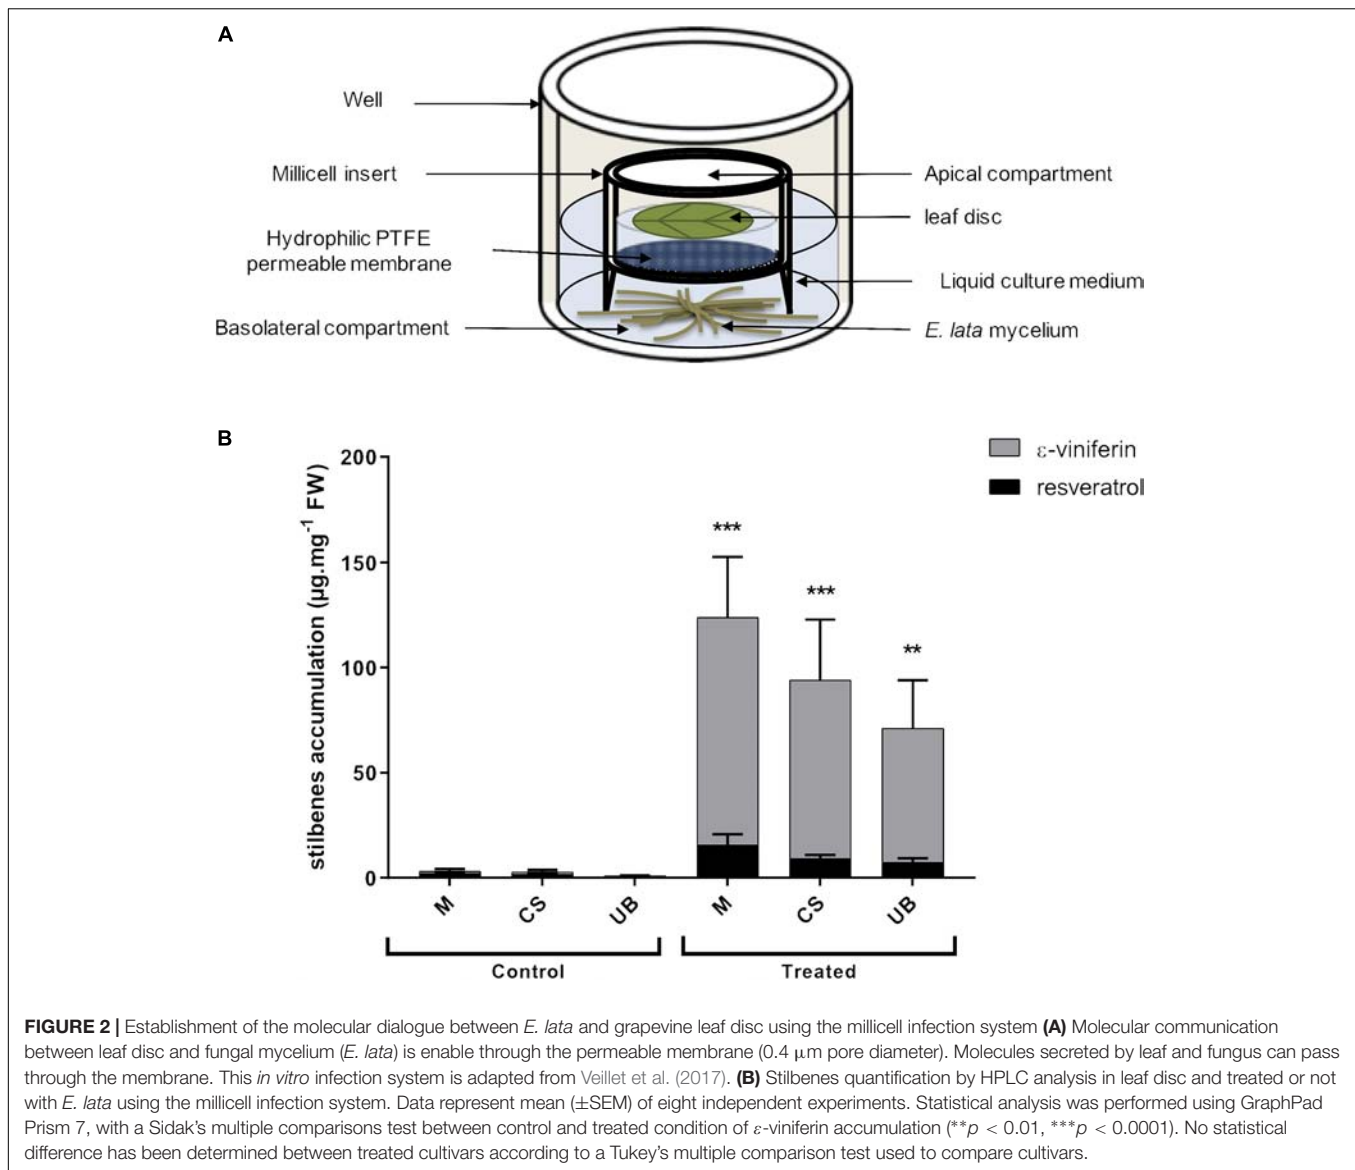 A
Well
Millicell insert
Apical compartment
leaf disc
Hydrophilic PTFE
permeable membrane
Liquid culture medium
Basolateral compartment
E. lata mycelium
B
ε-viniferin
resveratrol
stilbenes accumulation (µg.mg⁻¹ FW)
200
150
100
50
0
***
***
**
M
CS
UB
M
CS
UB
Control
Treated
FIGURE 2 | Establishment of the molecular dialogue between E. lata and grapevine leaf disc using the millicell infection system (A) Molecular communication
between leaf disc and fungal mycelium (E. lata) is enable through the permeable membrane (0.4 µm pore diameter). Molecules secreted by leaf and fungus can pass
through the membrane. This in vitro infection system is adapted from Veillet et al. (2017). (B) Stilbenes quantification by HPLC analysis in leaf disc and treated or not
with E. lata using the millicell infection system. Data represent mean (±SEM) of eight independent experiments. Statistical analysis was performed using GraphPad
Prism 7, with a Sidak's multiple comparisons test between control and treated condition of ε-viniferin accumulation (**p < 0.01, ***p < 0.0001). No statistical
difference has been determined between treated cultivars according to a Tukey's multiple comparison test used to compare cultivars.